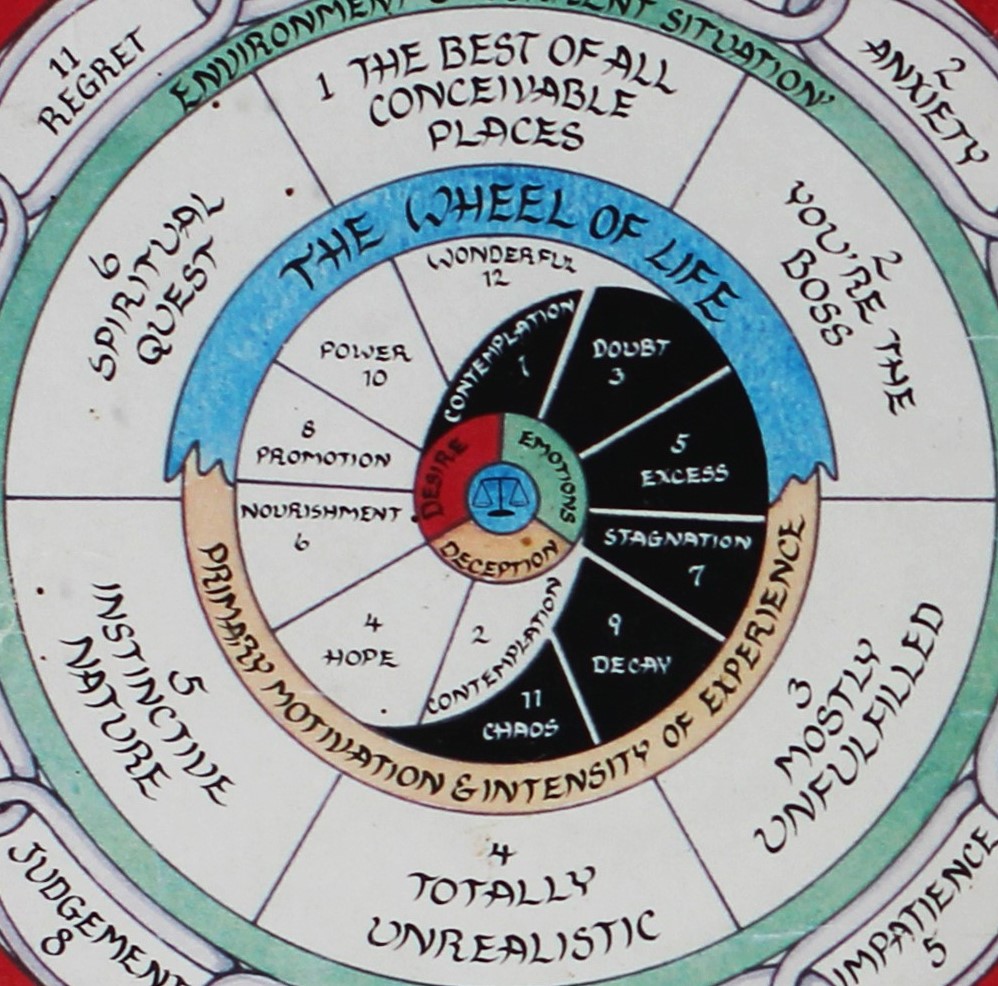 11
REGRET
2
ANXIETY
IMPATIENCE
5
JUDGEMENT
8
ENVIRONMENT
SITUATION'
1 THE BEST OF ALL
CONCEIVABLE
PLACES
2
YOU'RE THE
BOSS
3
MOSTLY
UNFULFILLED
4
TOTALLY
UNREALISTIC
5
INSTINCTIVE
NATURE
6
SPIRITUAL
QUEST
THE WHEEL OF LIFE
PRIMARY MOTIVATION & INTENSITY OF EXPERIENCE
WONDERFUL
12
CONTEMPLATION
1
DOUBT
3
5
EXCESS
STAGNATION
7
9
DECAY
11
CHAOS
2
CONTEMPLATION
4
HOPE
NOURISHMENT
6
8
PROMOTION
POWER
10
DESIRE
EMOTIONS
DECEPTION